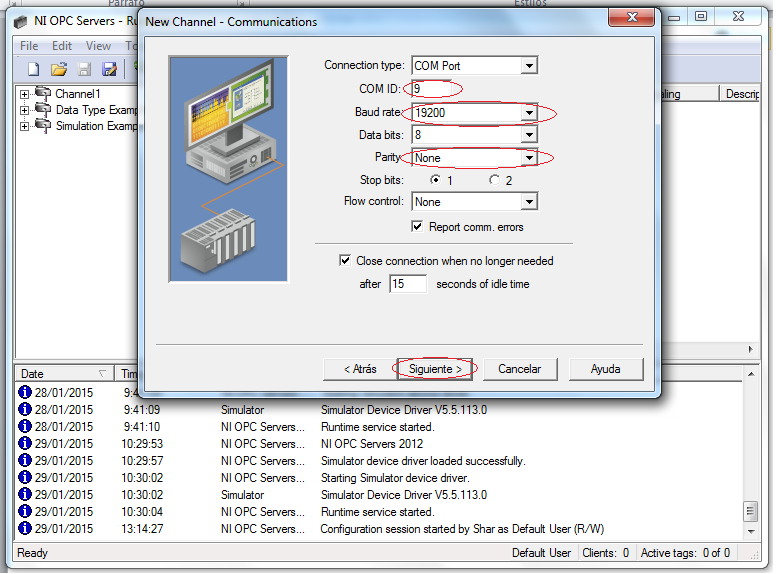 Párrafo
Estilos
NI OPC Servers - Ru
New Channel - Communications
File Edit View To
Connection type: COM Port
COM ID: 9
Baud rate: 19200
Data bits: 8
Parity: None
Stop bits: 1 2
Flow control: None
Report comm. errors
Close connection when no longer needed
after 15 seconds of idle time
< Atrás Siguiente > Cancelar Ayuda
Channel1
Data Type Examp
Simulation Examp
aling Descrip
Date Tim
28/01/2015
28/01/2015 9:41:09 Simulator Simulator Device Driver V5.5.113.0
28/01/2015 9:41:10 NI OPC Servers... Runtime service started.
29/01/2015 10:29:53 NI OPC Servers... NI OPC Servers 2012
29/01/2015 10:29:57 NI OPC Servers... Simulator device driver loaded successfully.
29/01/2015 10:30:02 NI OPC Servers... Starting Simulator device driver.
29/01/2015 10:30:02 Simulator Simulator Device Driver V5.5.113.0
29/01/2015 10:30:04 NI OPC Servers... Runtime service started.
29/01/2015 13:14:27 NI OPC Servers... Configuration session started by Shar as Default User (R/W)
Ready Default User Clients: 0 Active tags: 0 of 0